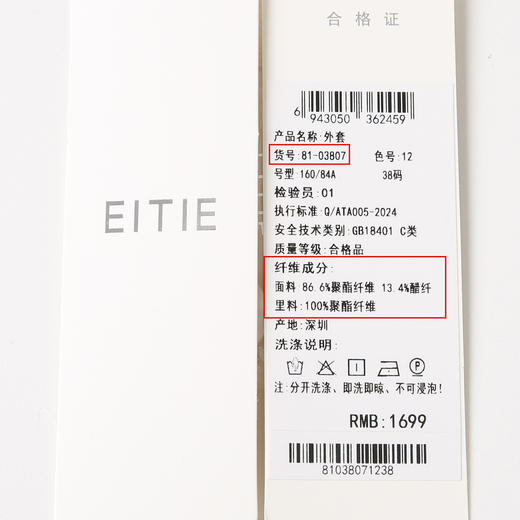 EITIE
合格证
6 943050 362459
产品名称:外套
货号:81-03807 色号:12
号型:160/84A 38码
检验员:01
执行标准:Q/ATA005-2024
安全技术类别:GB18401 C类
质量等级:合格品
纤维成分:
面料 86.6%聚酯纤维 13.4%醋纤
里料:100%聚酯纤维
产地:深圳
洗涤说明:
注:分开洗涤、即洗即晾、不可浸泡!
RMB:1699
81038071238